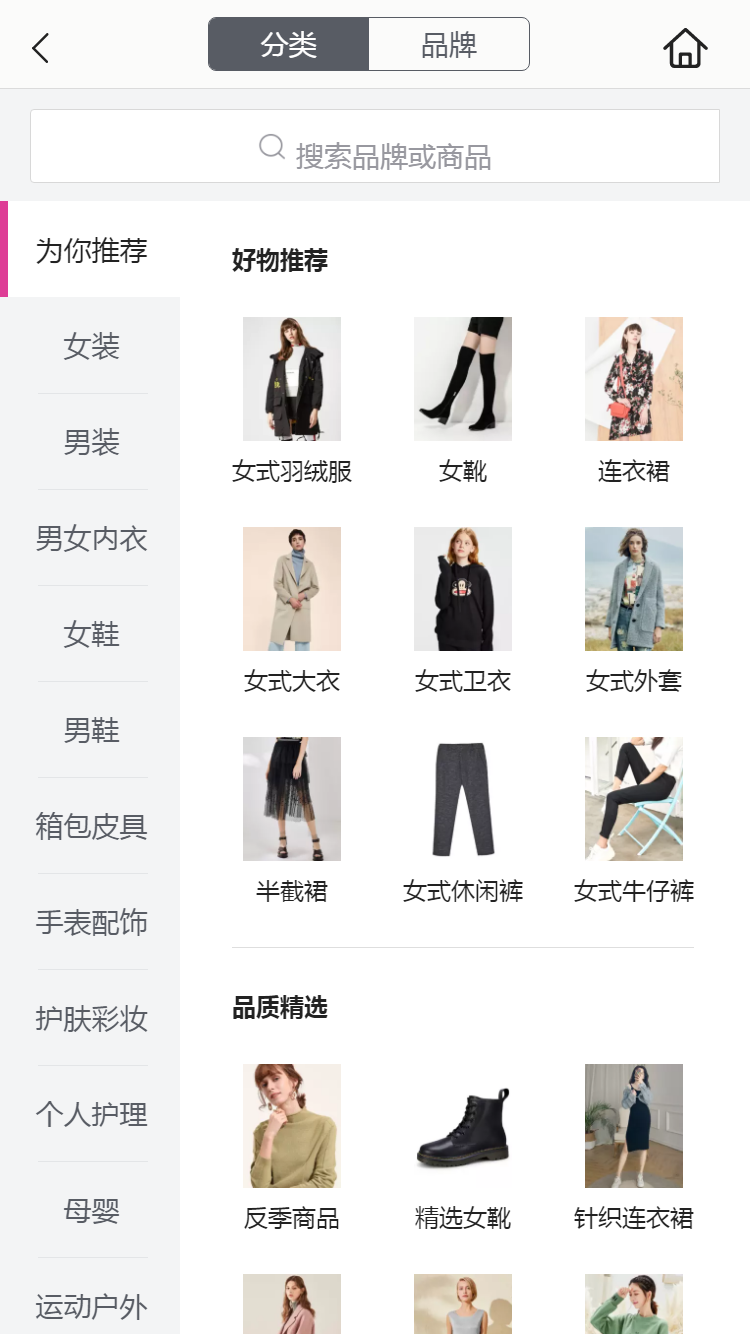 分类
品牌
搜索品牌或商品
为你推荐
女装
男装
男女内衣
女鞋
男鞋
箱包皮具
手表配饰
护肤彩妆
个人护理
母婴
运动户外
好物推荐
女式羽绒服
女靴
连衣裙
女式大衣
女式卫衣
女式外套
半截裙
女式休闲裤
女式牛仔裤
品质精选
反季商品
精选女靴
针织连衣裙